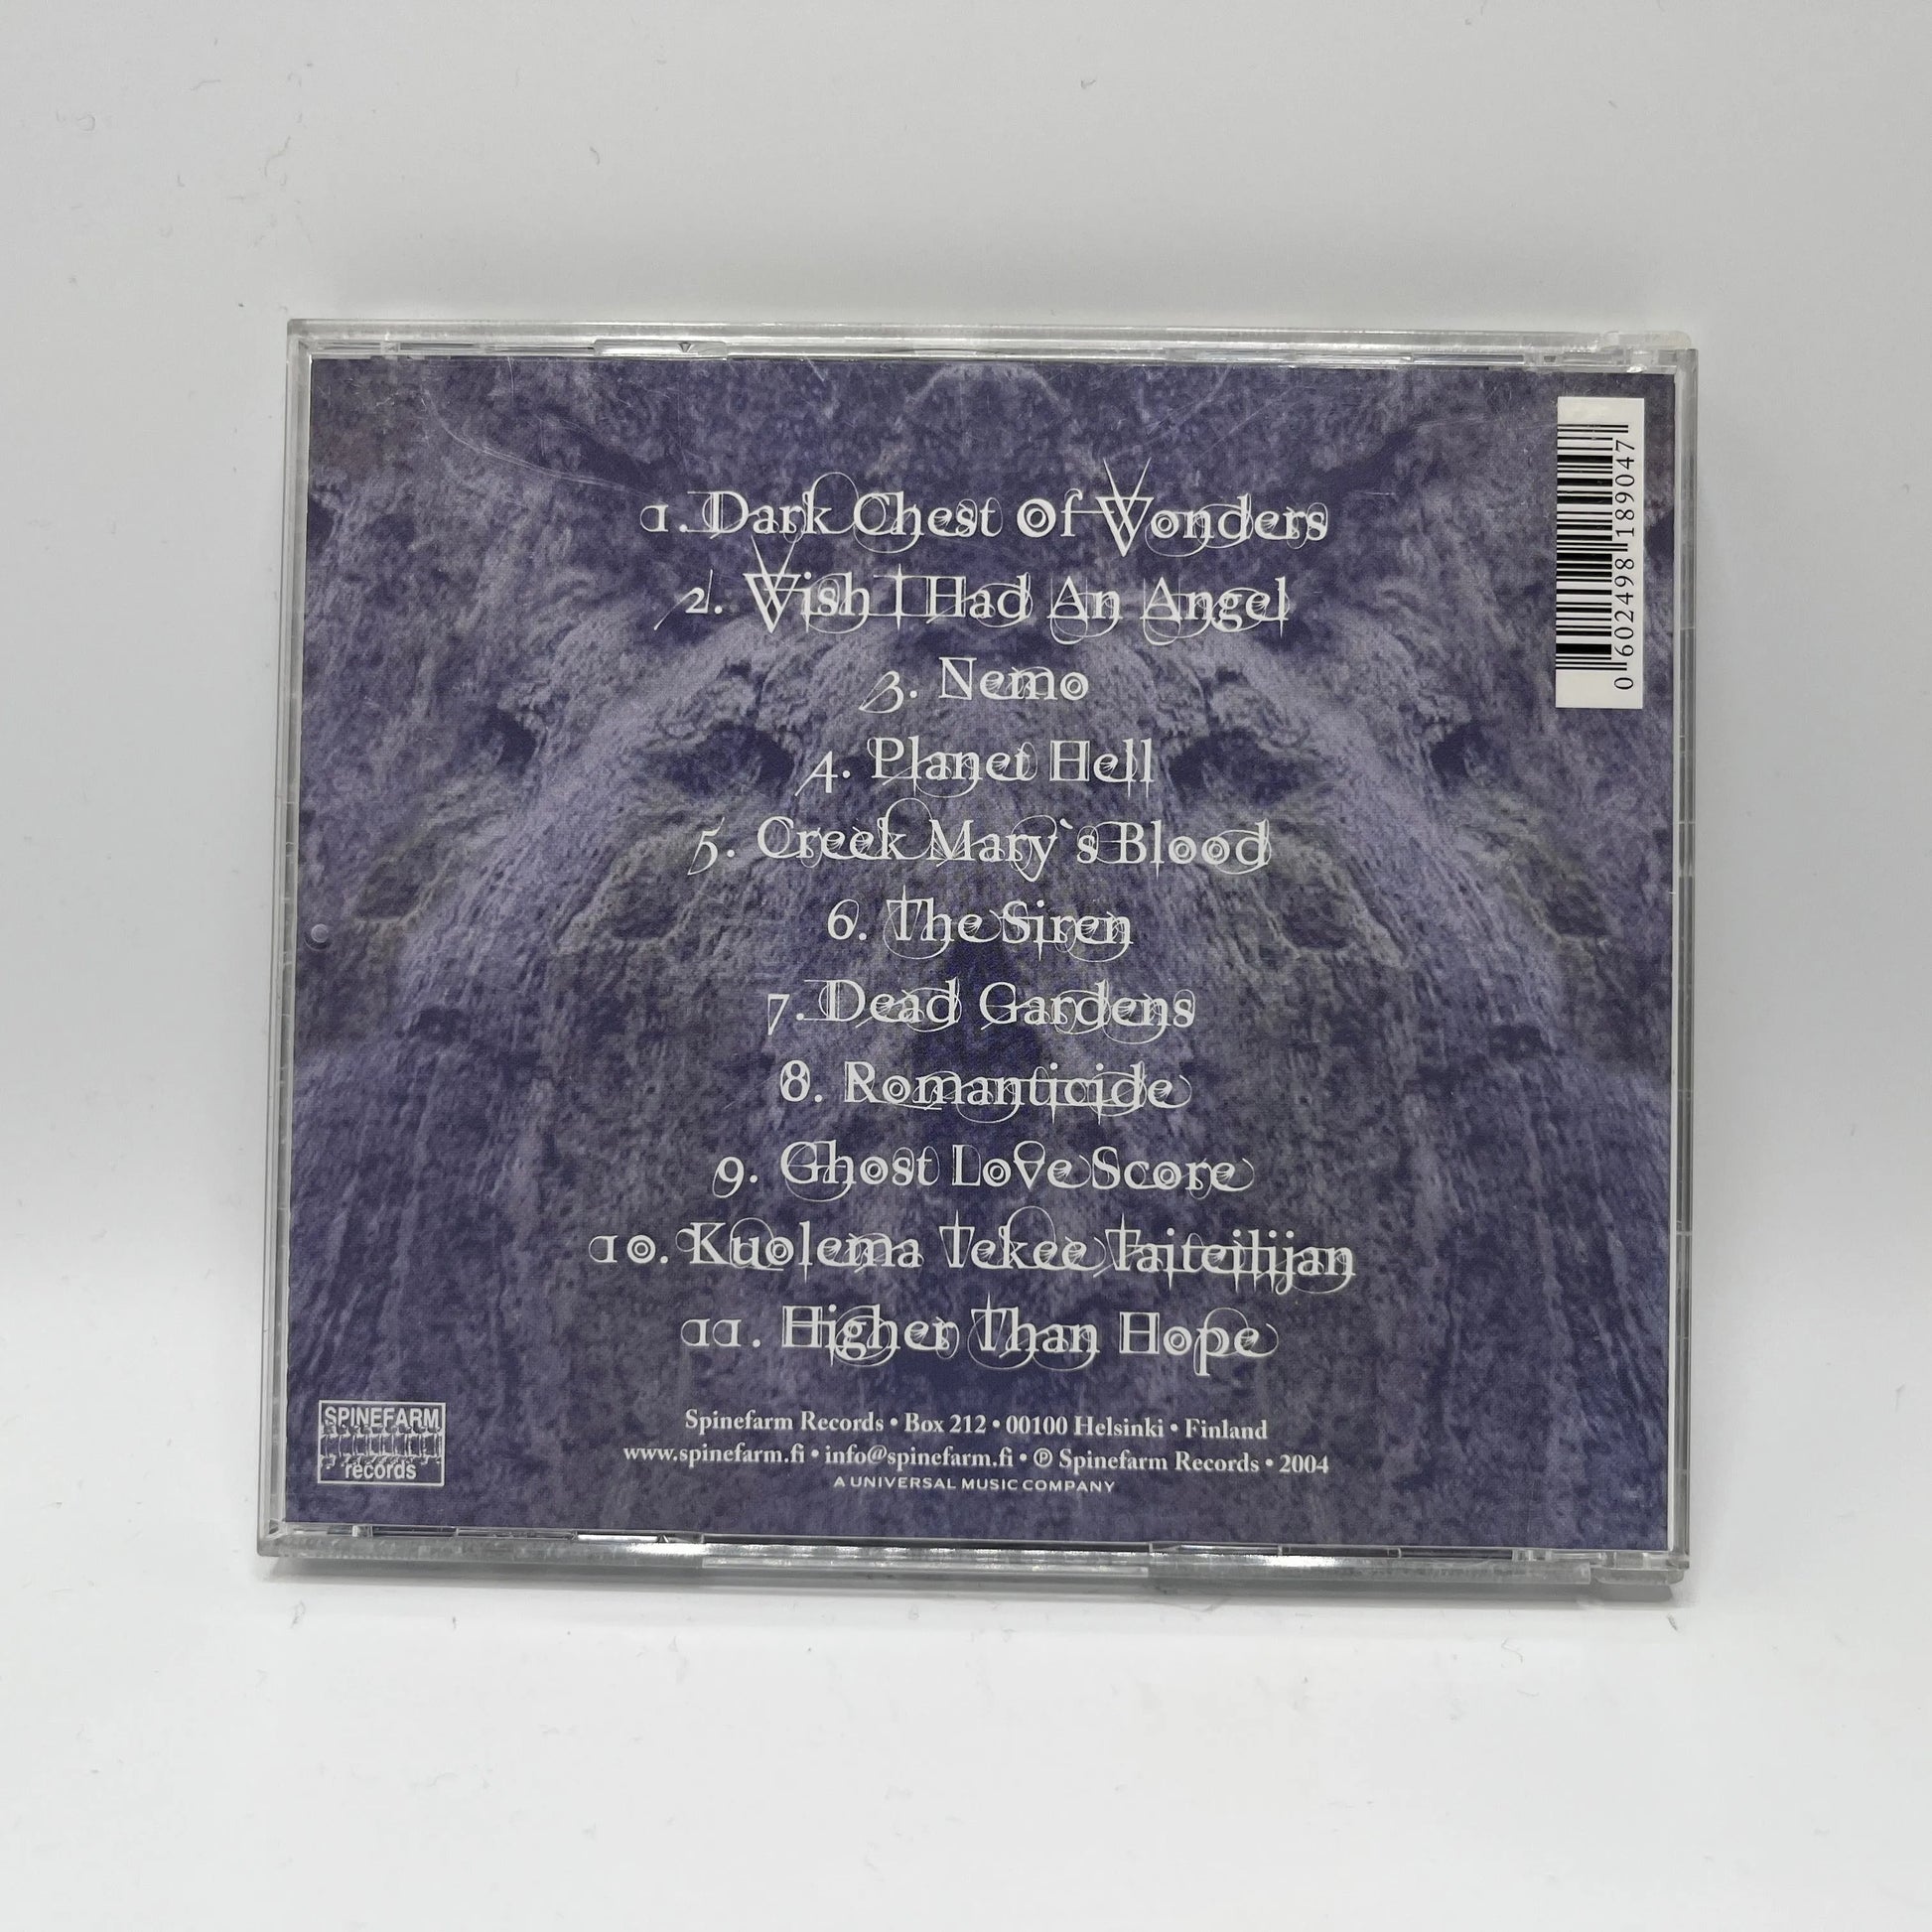 1. Dark Chest Of Wonders
2. Wish I Had An Angel
3. Nemo
4. Planet Hell
5. Creek Mary`s Blood
6. The Siren
7. Dead Gardens
8. Romanticide
9. Ghost Love Score
10. Kuolema Tekee Taiteilijan
11. Higher Than Hope
0 602498 189047
SPINEFARM
records
Spinefarm Records • Box 212 • 00100 Helsinki • Finland
www.spinefarm.fi • info@spinefarm.fi • ℗ Spinefarm Records • 2004
A UNIVERSAL MUSIC COMPANY